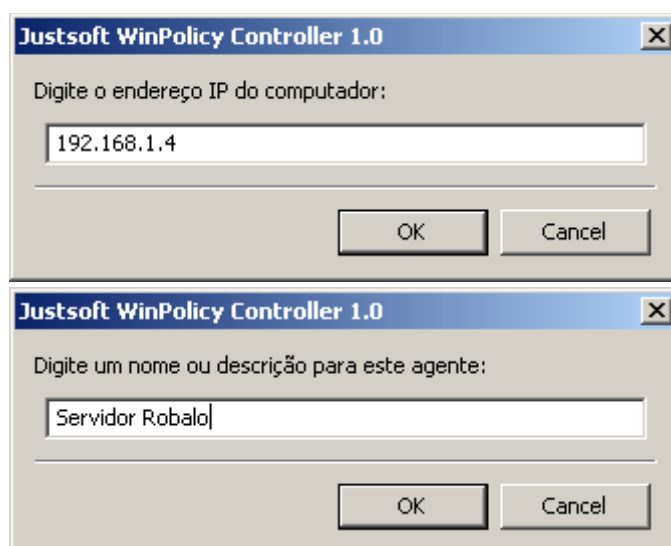 Justsoft WinPolicy Controller 1.0
Digite o endereço IP do computador:
192.168.1.4
OK Cancel
Justsoft WinPolicy Controller 1.0
Digite um nome ou descrição para este agente:
Servidor Robalo
OK Cancel